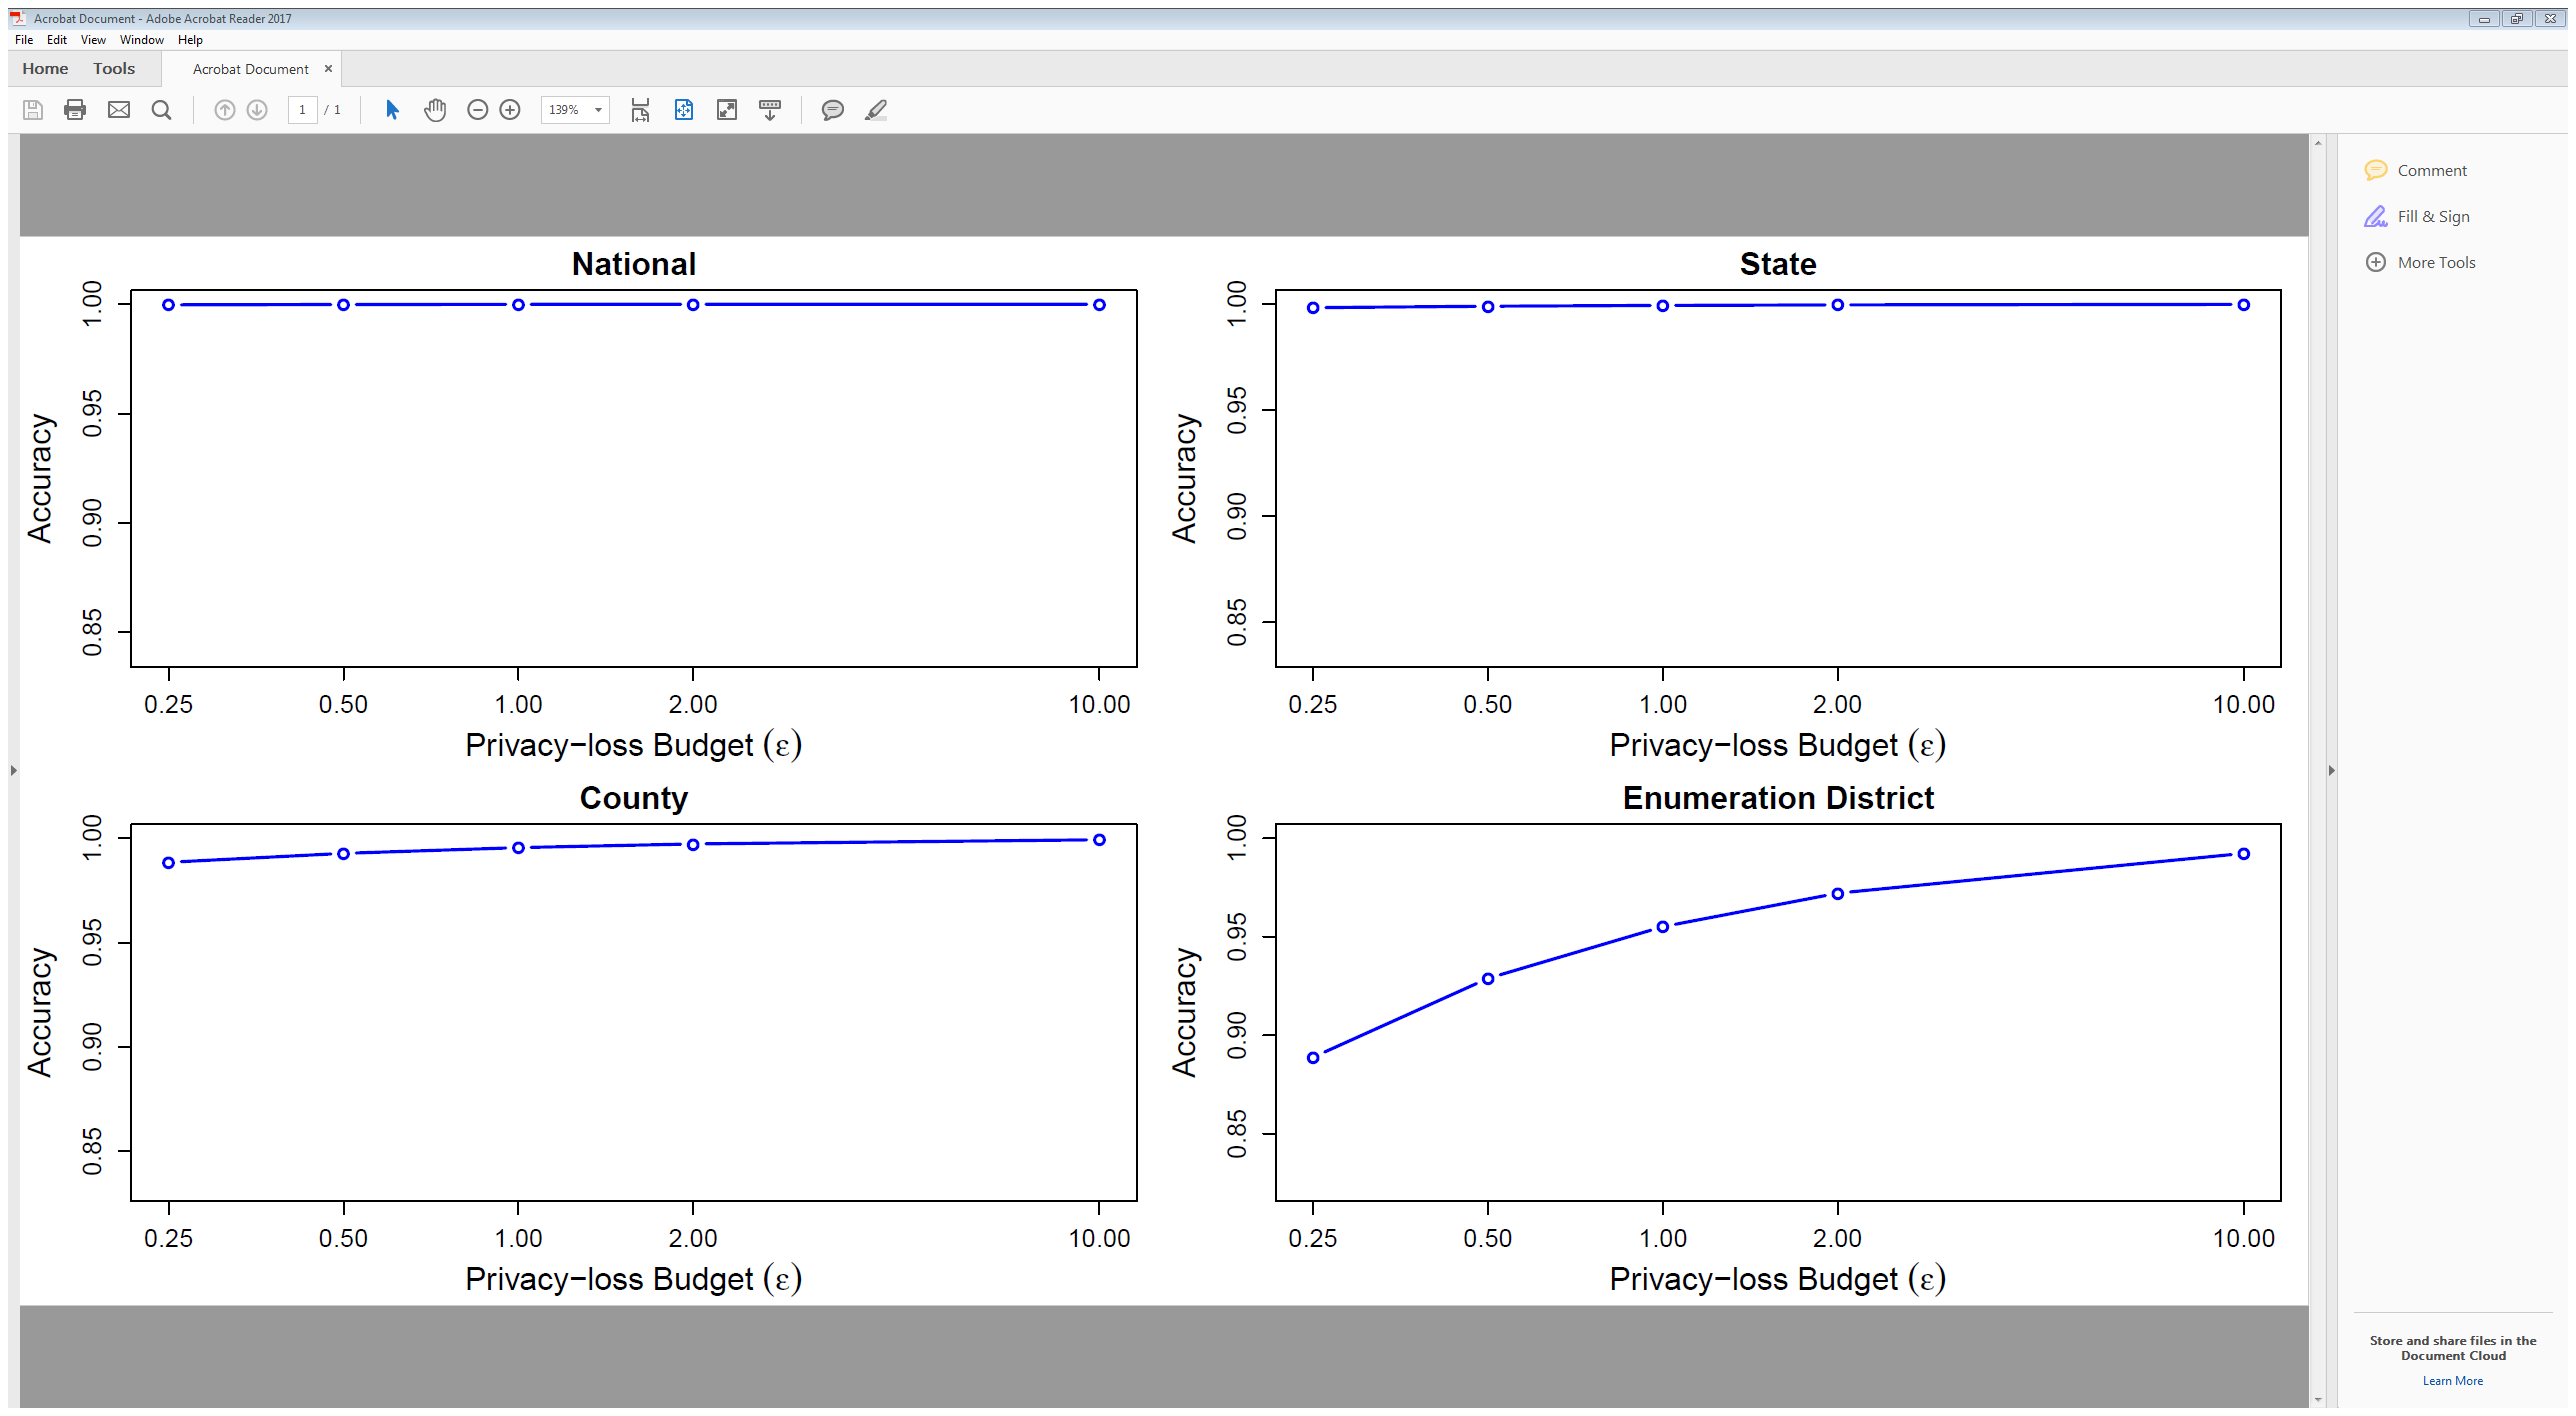 Acrobat Document - Adobe Acrobat Reader 2017
File Edit View Window Help
Home Tools Acrobat Document ×
1 / 1 139%
Comment
Fill & Sign
More Tools
National
Accuracy
1.00
0.95
0.90
0.85
0.25 0.50 1.00 2.00 10.00
Privacy−loss Budget (ε)
State
Accuracy
1.00
0.95
0.90
0.85
0.25 0.50 1.00 2.00 10.00
Privacy−loss Budget (ε)
County
Accuracy
1.00
0.95
0.90
0.85
0.25 0.50 1.00 2.00 10.00
Privacy−loss Budget (ε)
Enumeration District
Accuracy
1.00
0.95
0.90
0.85
0.25 0.50 1.00 2.00 10.00
Privacy−loss Budget (ε)
Store and share files in the
Document Cloud
Learn More